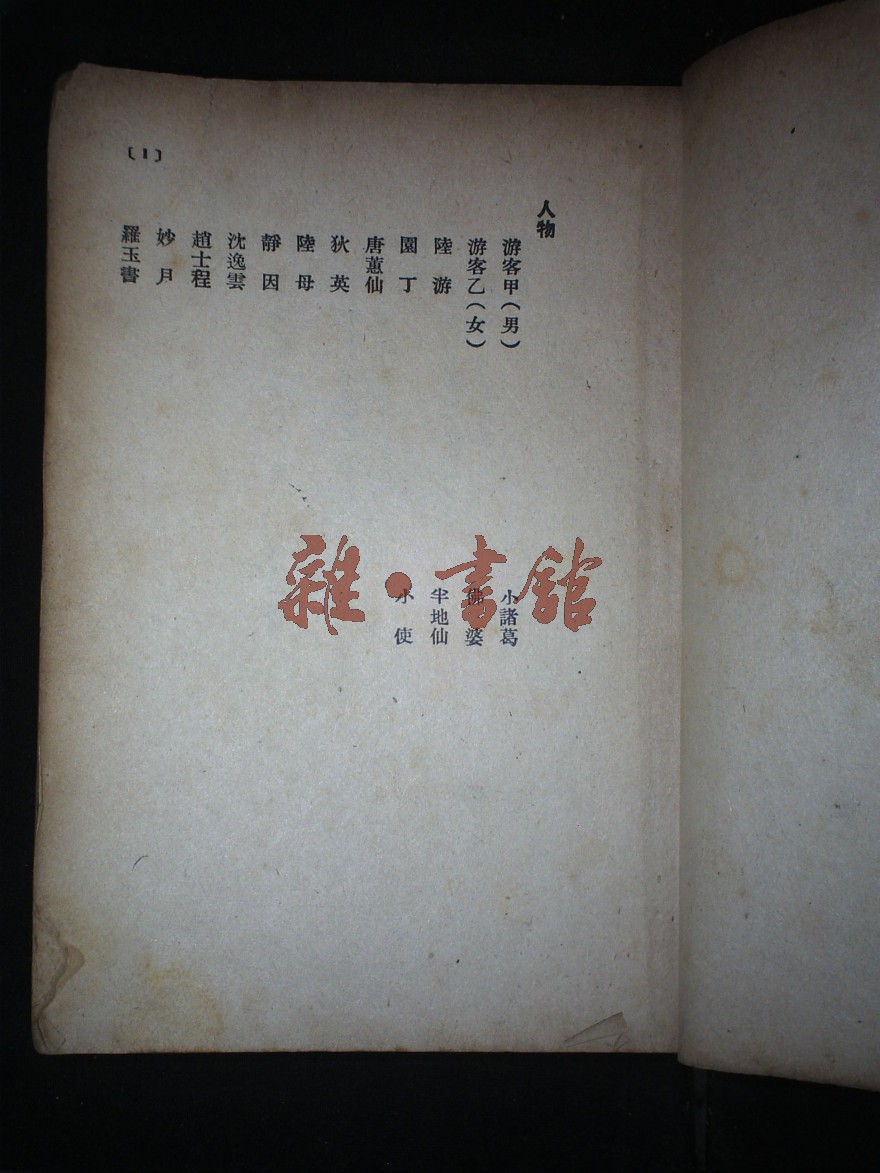 人物
游客甲(男)
游客乙(女)
陸游
園丁
唐蕙仙
狄英
陸母
靜因
沈逸雲
趙士程
妙月
羅玉書
小諸葛
佛婆
半地仙
小使
〔1〕
雜·書館